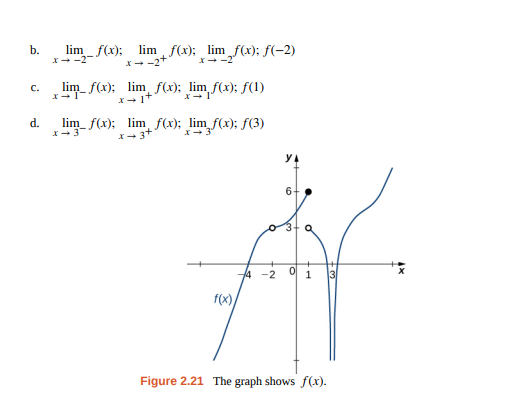 b. lim x→−2⁻ f(x); lim x→−2⁺ f(x); lim x→−2 f(x); f(−2)
c. lim x→1⁻ f(x); lim x→1⁺ f(x); lim x→1 f(x); f(1)
d. lim x→3⁻ f(x); lim x→3⁺ f(x); lim x→3 f(x); f(3)
y
6
3
−4 −2 0 1 3 x
f(x)
Figure 2.21 The graph shows f(x).